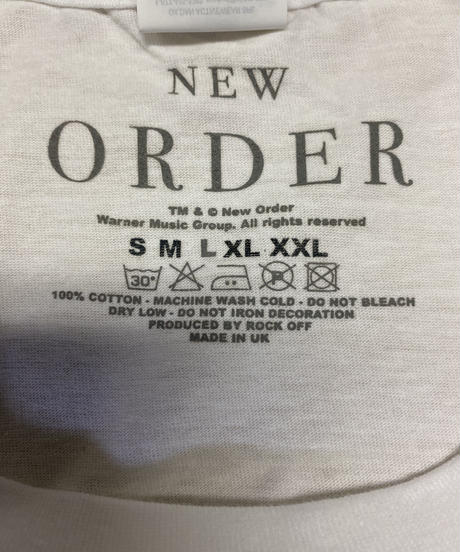 NEW
ORDER
TM & © New Order
Warner Music Group. All rights reserved
S M L XL XXL
30°
P
100% COTTON - MACHINE WASH COLD - DO NOT BLEACH
DRY LOW - DO NOT IRON DECORATION
PRODUCED BY ROCK OFF
MADE IN UK